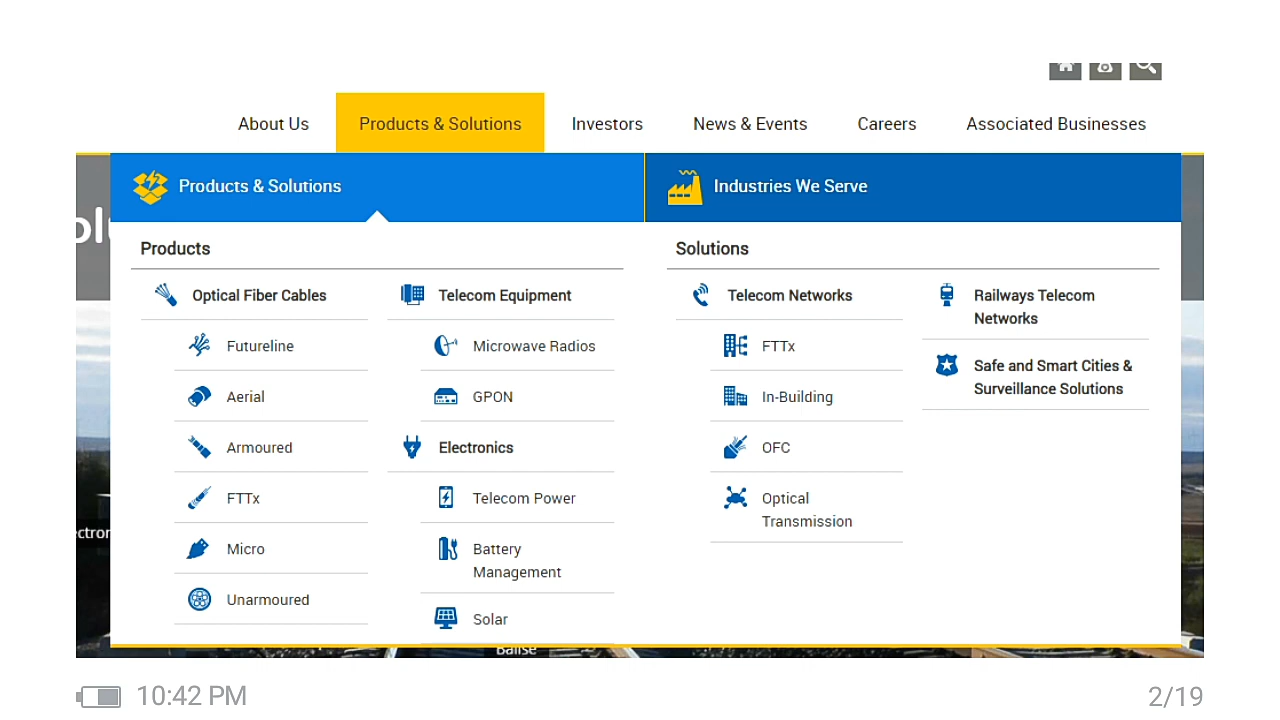 About Us
Products & Solutions
Investors
News & Events
Careers
Associated Businesses
Products & Solutions
Industries We Serve
Products
Optical Fiber Cables
Futureline
Aerial
Armoured
FTTx
Micro
Unarmoured
Telecom Equipment
Microwave Radios
GPON
Electronics
Telecom Power
Battery
Management
Solar
Solutions
Telecom Networks
FTTx
In-Building
OFC
Optical
Transmission
Railways Telecom
Networks
Safe and Smart Cities &
Surveillance Solutions
Balise
10:42 PM
2/19